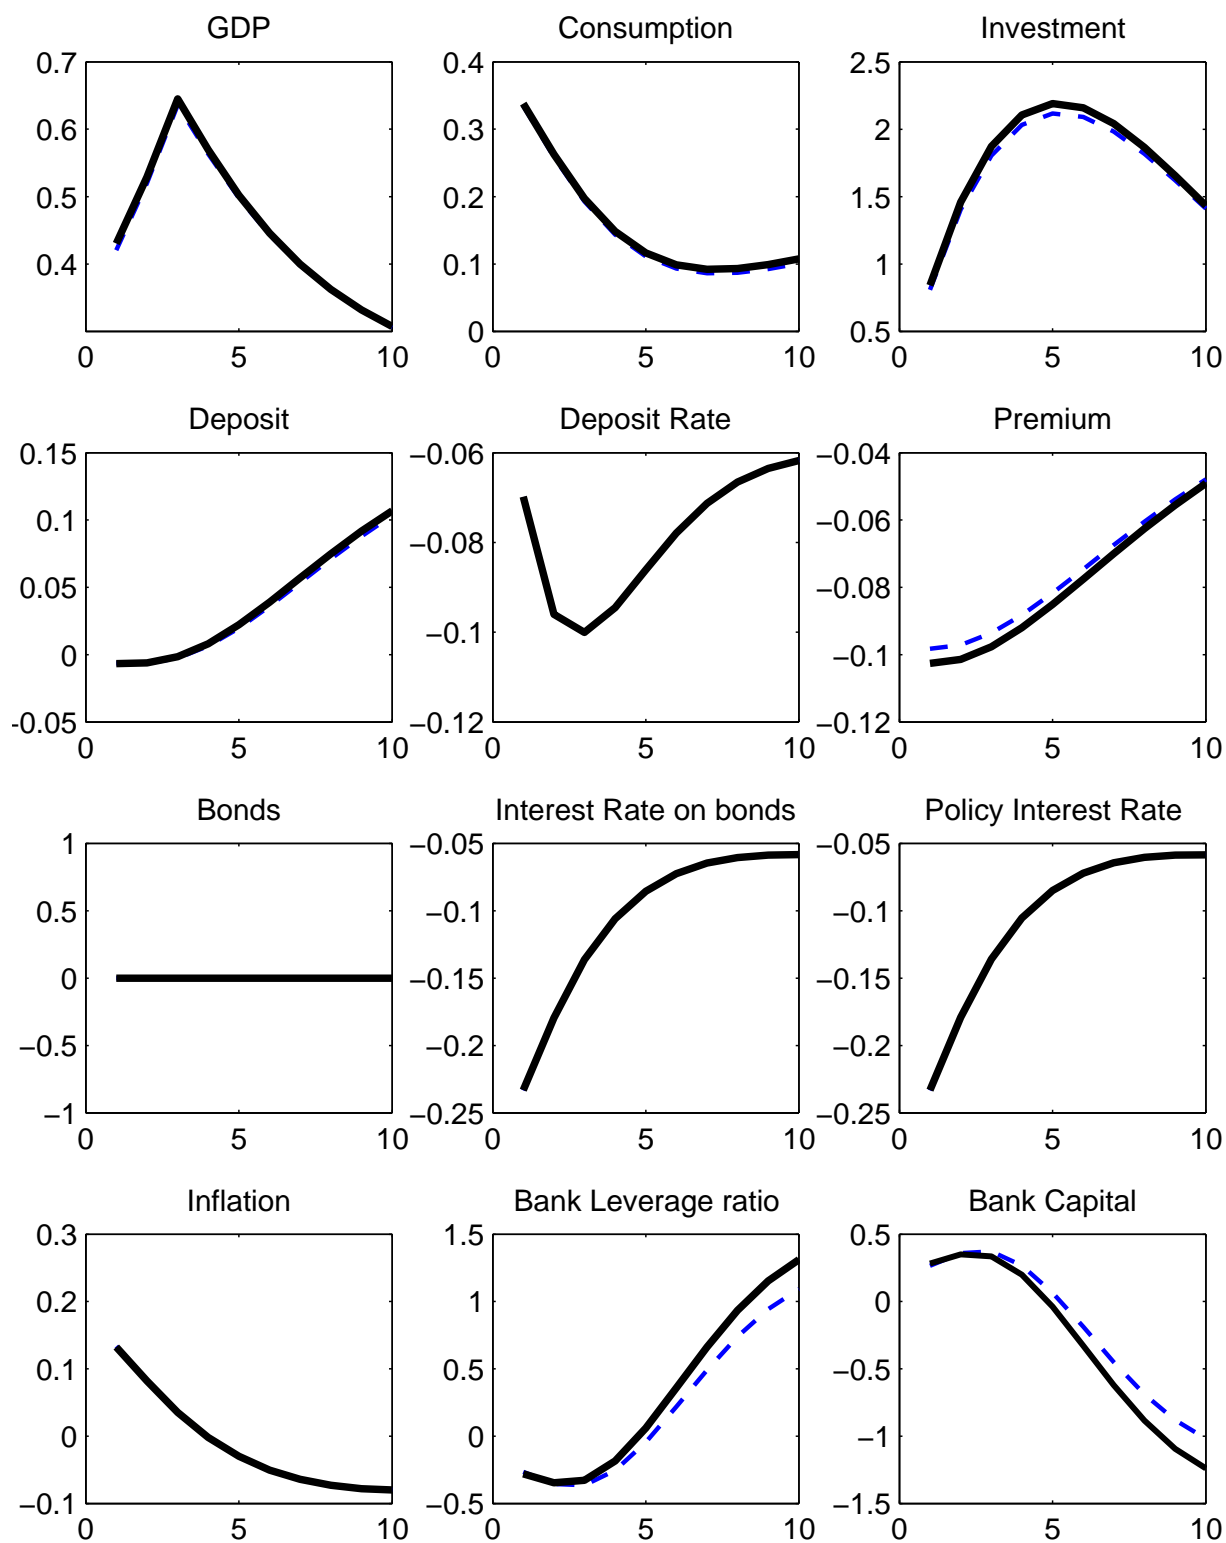 GDP
Consumption
Investment
0.7
0.6
0.5
0.4
0 5 10
0.4
0.3
0.2
0.1
0
0 5 10
2.5
2
1.5
1
0.5
0 5 10
Deposit
Deposit Rate
Premium
0.15
0.1
0.05
0
-0.05
0 5 10
−0.06
−0.08
−0.1
−0.12
0 5 10
−0.04
−0.06
−0.08
−0.1
−0.12
0 5 10
Bonds
Interest Rate on bonds
Policy Interest Rate
1
0.5
0
−0.5
−1
0 5 10
−0.05
−0.1
−0.15
−0.2
−0.25
0 5 10
−0.05
−0.1
−0.15
−0.2
−0.25
0 5 10
Inflation
Bank Leverage ratio
Bank Capital
0.3
0.2
0.1
0
−0.1
0 5 10
1.5
1
0.5
0
−0.5
0 5 10
0.5
0
−0.5
−1
−1.5
0 5 10